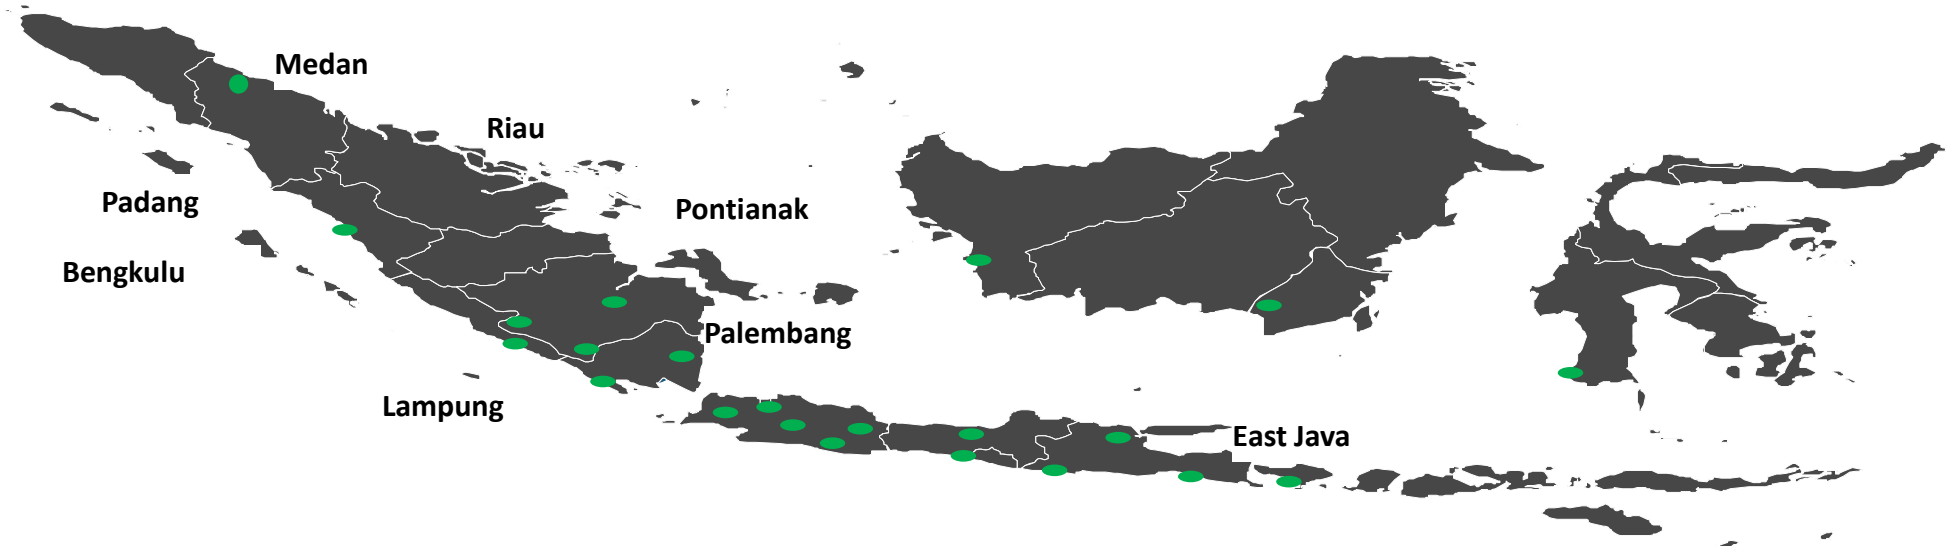 Medan
Riau
Padang
Pontianak
Bengkulu
Palembang
Lampung
East Java